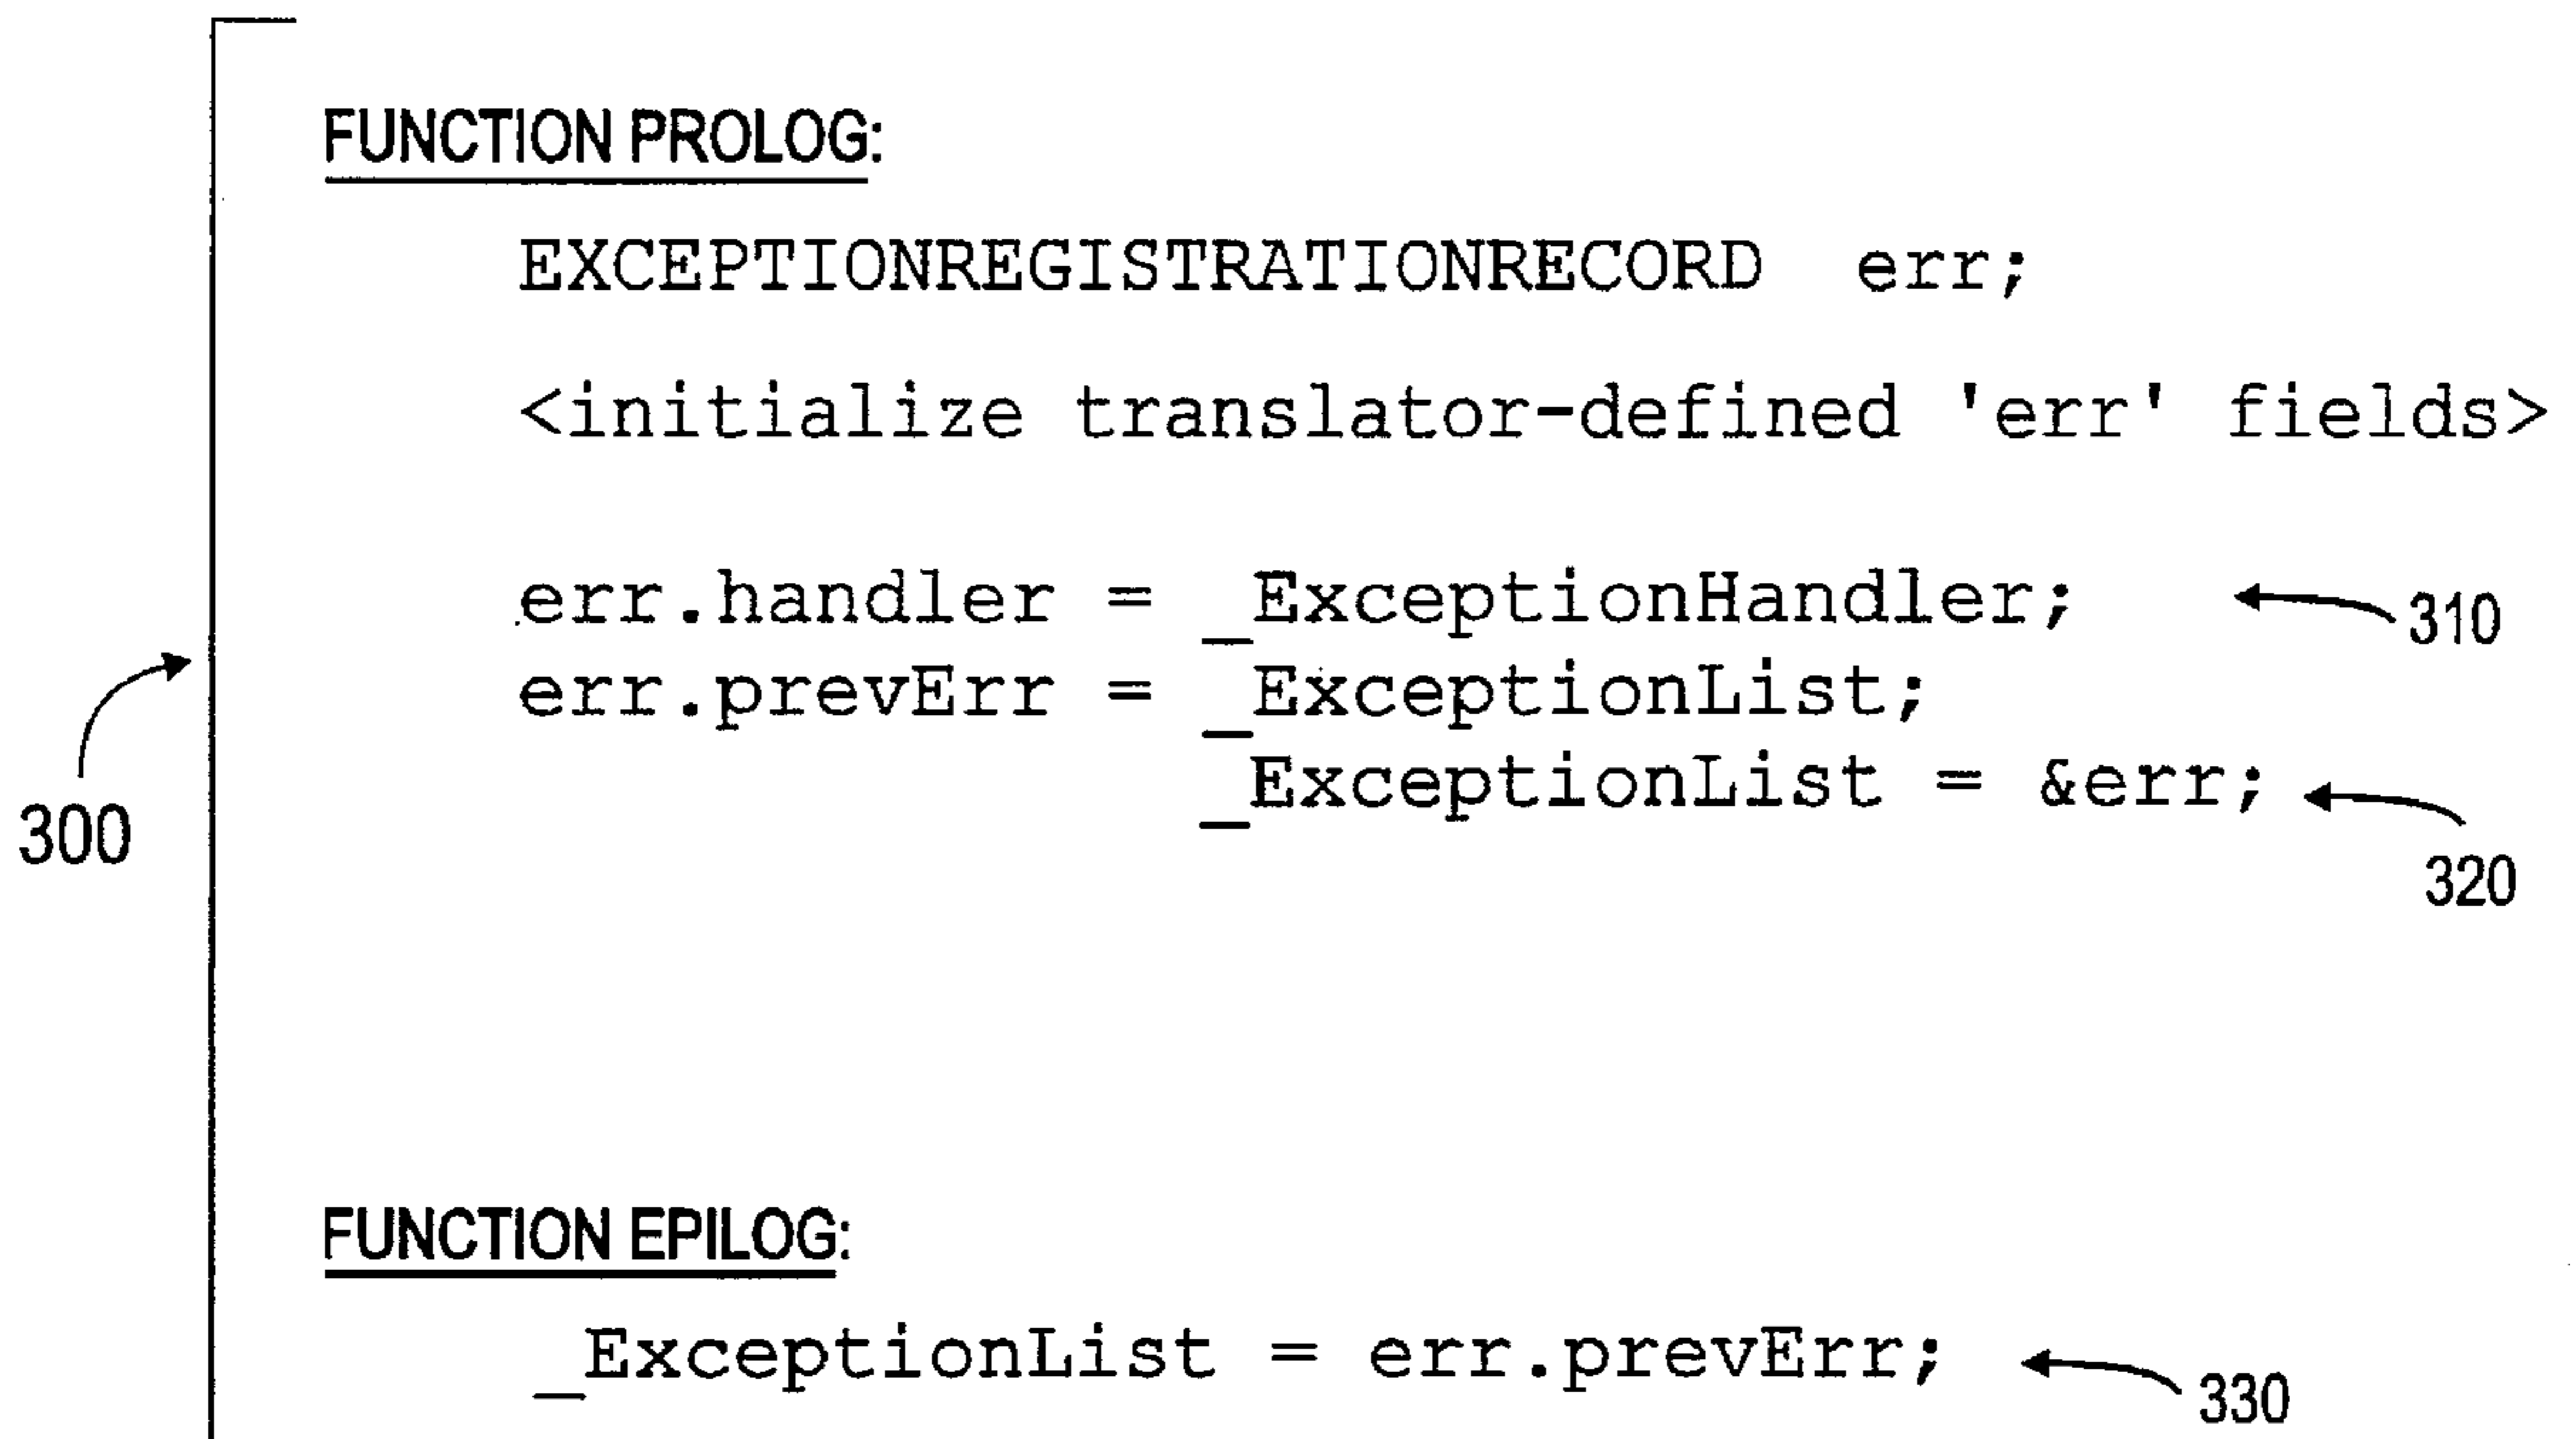 FUNCTION PROLOG:
EXCEPTIONREGISTRATIONRECORD err;
<initialize translator-defined 'err' fields>
err.handler = _ExceptionHandler;
310
err.prevErr = _ExceptionList;
_ExceptionList = &err;
300
320
FUNCTION EPILOG:
_ExceptionList = err.prevErr;
330